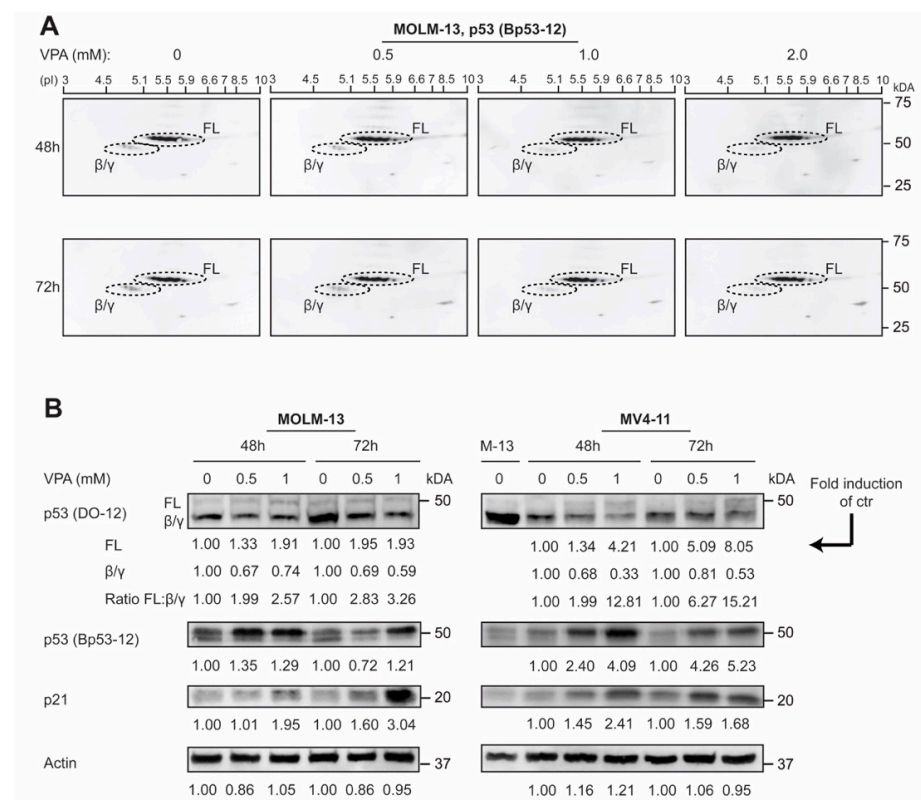 A
MOLM-13, p53 (Bp53-12)
VPA (mM): 0 0.5 1.0 2.0
(pI) 3 4.5 5.1 5.5 5.9 6.6 7 8.5 10 3 4.5 5.1 5.5 5.9 6.6 7 8.5 10 3 4.5 5.1 5.5 5.9 6.6 7 8.5 10 3 4.5 5.1 5.5 5.9 6.6 7 8.5 10 kDA
75
FL FL FL FL
48h 50
β/γ β/γ β/γ β/γ
25
75
FL FL FL FL
72h 50
β/γ β/γ β/γ β/γ
25
B
MOLM-13 MV4-11
48h 72h M-13 48h 72h
VPA (mM) 0 0.5 1 0 0.5 1 kDA 0 0 0.5 1 0 0.5 1 kDA
Fold induction
of ctr
p53 (DO-12) FL 50 50
β/γ
FL 1.00 1.33 1.91 1.00 1.95 1.93 1.00 1.34 4.21 1.00 5.09 8.05
β/γ 1.00 0.67 0.74 1.00 0.69 0.59 1.00 0.68 0.33 1.00 0.81 0.53
Ratio FL:β/γ 1.00 1.99 2.57 1.00 2.83 3.26 1.00 1.99 12.81 1.00 6.27 15.21
p53 (Bp53-12) 50 50
1.00 1.35 1.29 1.00 0.72 1.21 1.00 2.40 4.09 1.00 4.26 5.23
p21 20 20
1.00 1.01 1.95 1.00 1.60 3.04 1.00 1.45 2.41 1.00 1.59 1.68
Actin 37 37
1.00 0.86 1.05 1.00 0.86 0.95 1.00 1.16 1.21 1.00 1.06 0.95